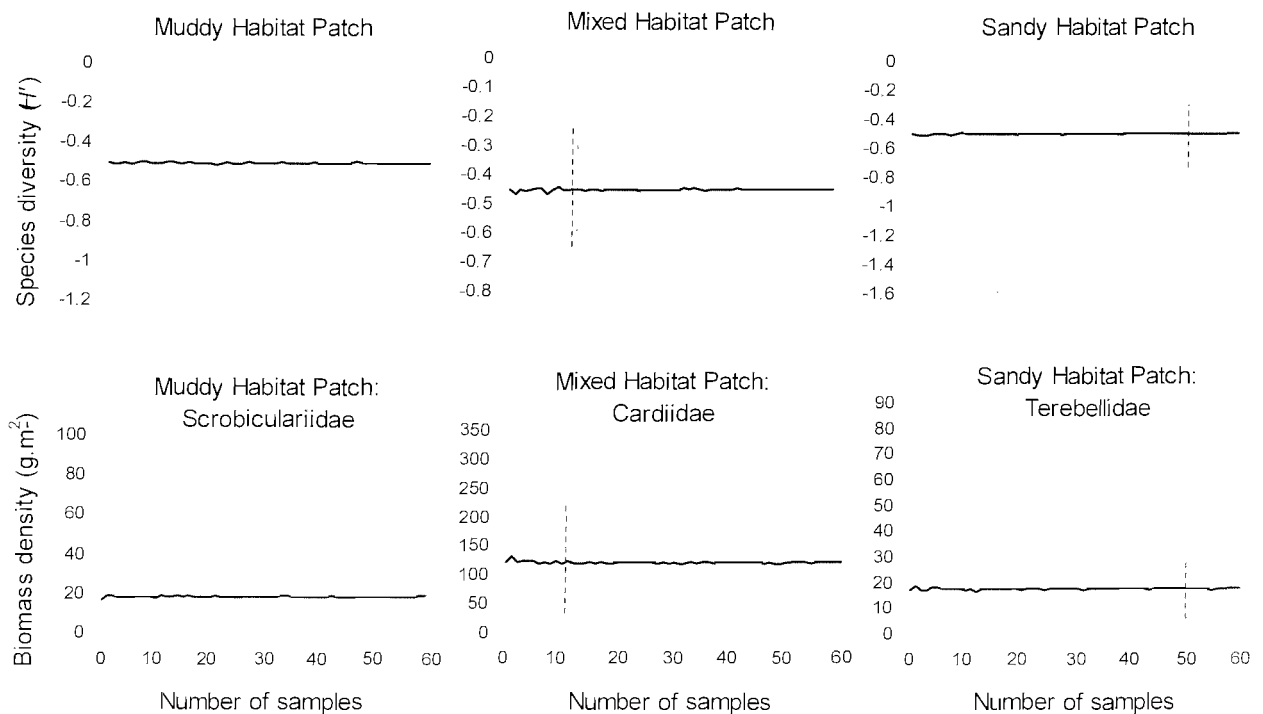 Muddy Habitat Patch
Mixed Habitat Patch
Sandy Habitat Patch
Species diversity (H')
0
-0.2
-0.4
-0.6
-0.8
-1
-1.2
0
-0.1
-0.2
-0.3
-0.4
-0.5
-0.6
-0.7
-0.8
0
-0.2
-0.4
-0.6
-0.8
-1
-1.2
-1.4
-1.6
Muddy Habitat Patch:
Scrobiculariidae
Mixed Habitat Patch:
Cardiidae
Sandy Habitat Patch:
Terebellidae
Biomass density (g.m²)
100
80
60
40
20
0
350
300
250
200
150
100
50
0
90
80
70
60
50
40
30
20
10
0
0 10 20 30 40 50 60
0 10 20 30 40 50 60
0 10 20 30 40 50 60
Number of samples
Number of samples
Number of samples